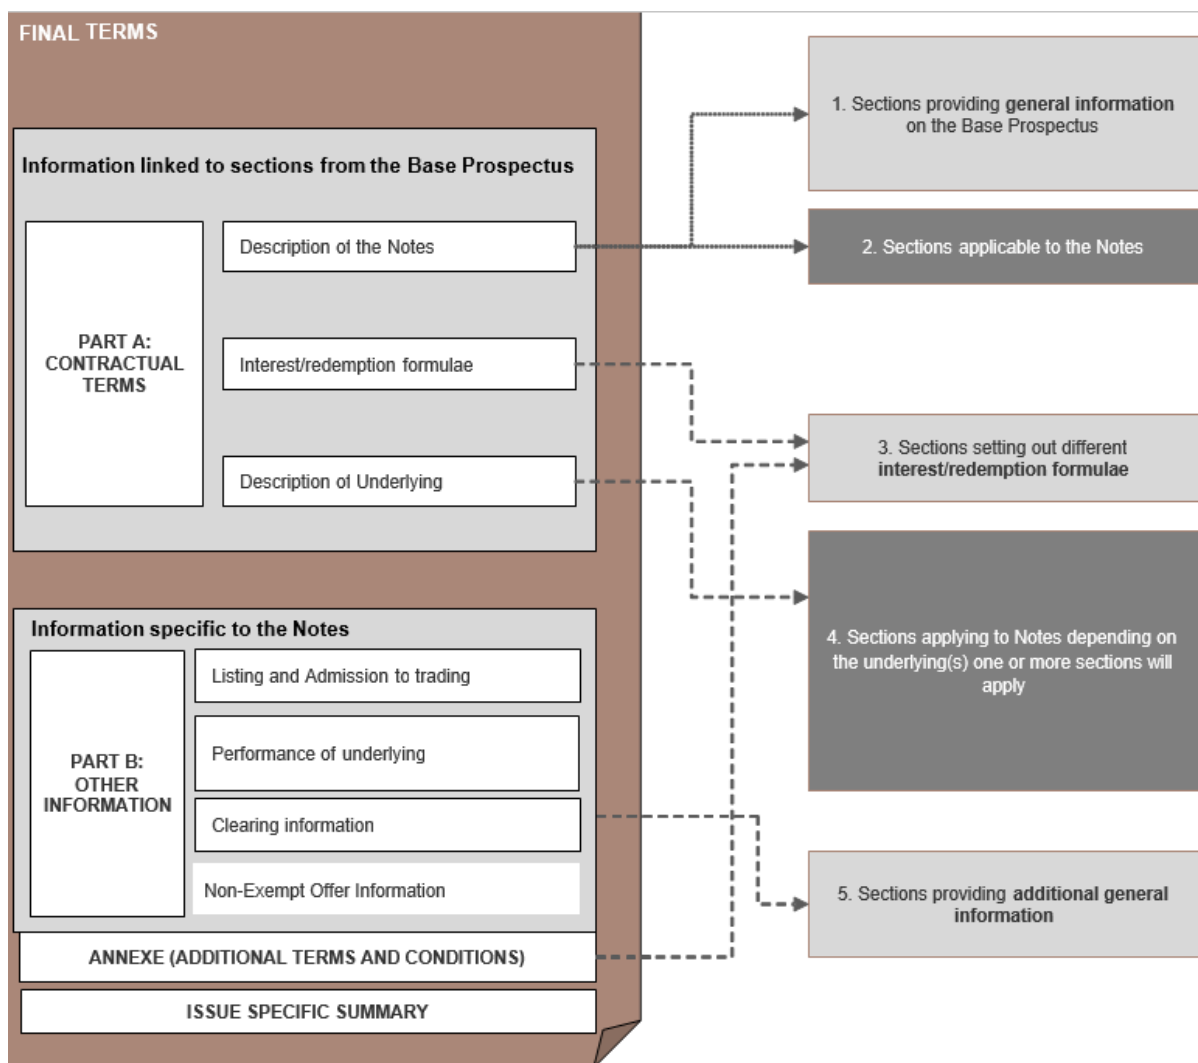 FINAL TERMS
Information linked to sections from the Base Prospectus
PART A:
CONTRACTUAL
TERMS
Description of the Notes
Interest/redemption formulae
Description of Underlying
Information specific to the Notes
PART B:
OTHER
INFORMATION
Listing and Admission to trading
Performance of underlying
Clearing information
Non-Exempt Offer Information
ANNEXE (ADDITIONAL TERMS AND CONDITIONS)
ISSUE SPECIFIC SUMMARY
1. Sections providing general information
on the Base Prospectus
2. Sections applicable to the Notes
3. Sections setting out different
interest/redemption formulae
4. Sections applying to Notes depending on
the underlying(s) one or more sections will
apply
5. Sections providing additional general
information